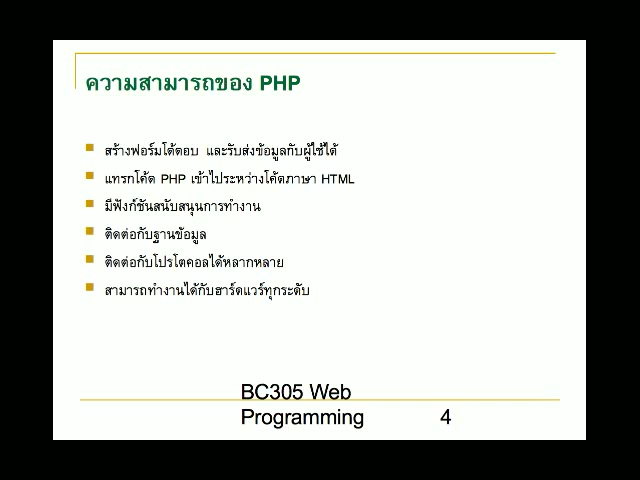 ความสามารถของ PHP
สร้างฟอร์มโต้ตอบ และรับส่งข้อมูลกับผู้ใช้ได้
แทรกโค้ด PHP เข้าไประหว่างโค้ดภาษา HTML
มีฟังก์ชันสนับสนุนการทำงาน
ติดต่อกับฐานข้อมูล
ติดต่อกับโปรโตคอลได้หลากหลาย
สามารถทำงานได้กับฮาร์ดแวร์ทุกระดับ
BC305 Web
Programming 4